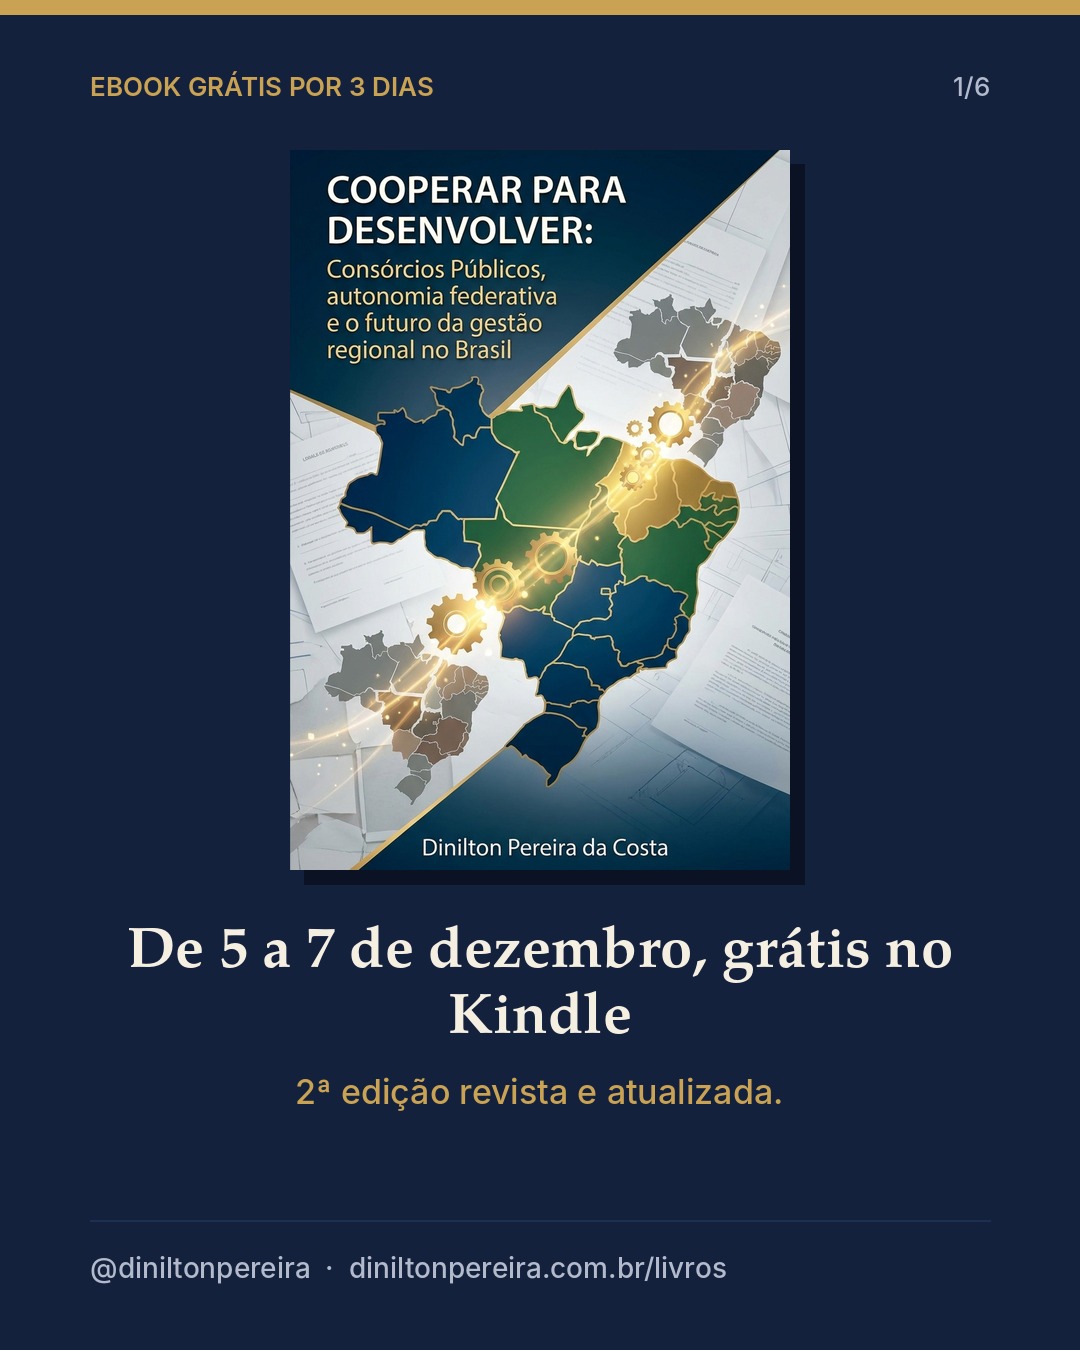 EBOOK GRÁTIS POR 3 DIAS
1/6
COOPERAR PARA
DESENVOLVER:
Consórcios Públicos,
autonomia federativa
e o futuro da gestão
regional no Brasil
Dinilton Pereira da Costa
De 5 a 7 de dezembro, grátis no
Kindle
2ª edição revista e atualizada.
@diniltonpereira · diniltonpereira.com.br/livros